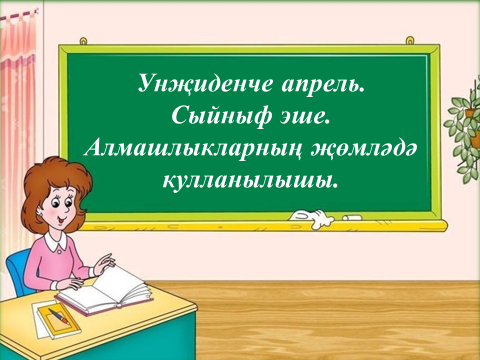 Унҗиденче апрель.
Сыйныф эше.
Алмашлыкларның җөмләдә
кулланылышы.